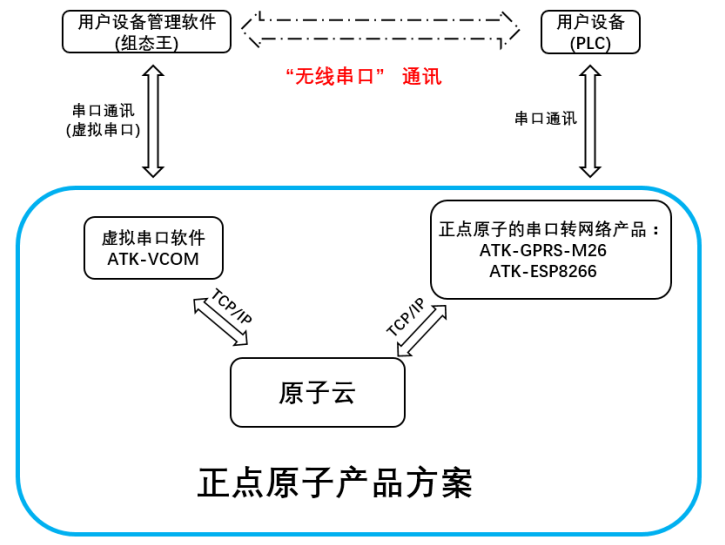 用户设备管理软件
(组态王)
用户设备
(PLC)
“无线串口” 通讯
串口通讯
(虚拟串口)
串口通讯
虚拟串口软件
ATK-VCOM
正点原子的串口转网络产品：
ATK-GPRS-M26
ATK-ESP8266
TCP/IP
TCP/IP
原子云
正点原子产品方案